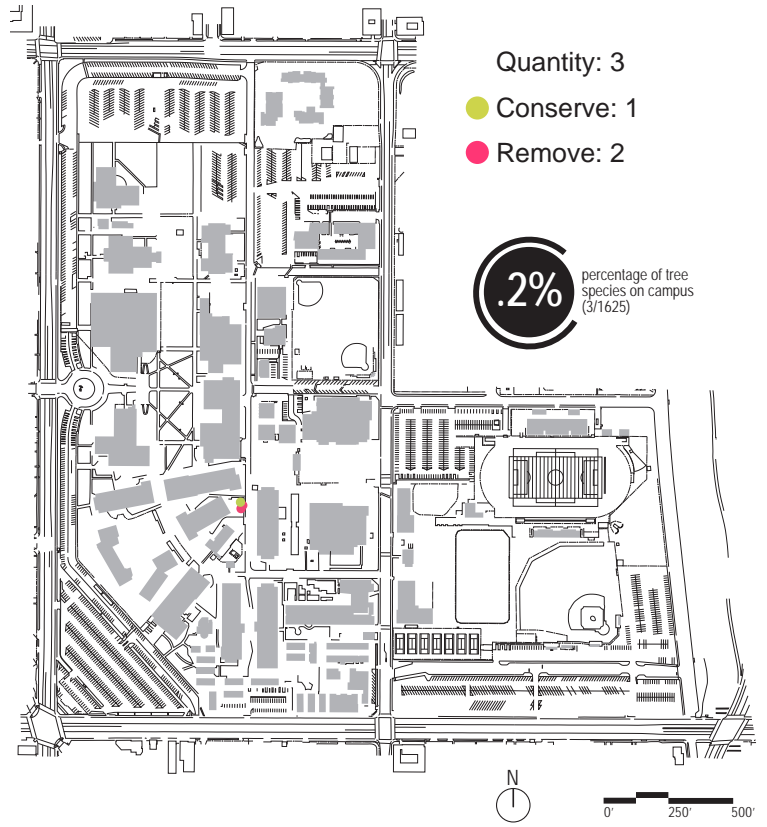 Quantity: 3
Conserve: 1
Remove: 2
.2%
percentage of tree
species on campus
(3/1625)
N
0' 250' 500'